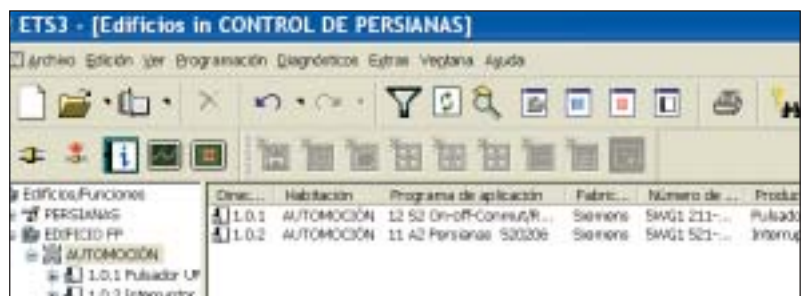 ETS3 - [Edificios in CONTROL DE PERSIANAS]
Archivo Edición Ver Programación Diagnósticos Extras Ventana Ayuda
Edificios/Funciones Direc... Habitación Programa de aplicación Fabric... Número de ... Product
PERSIANAS 1.0.1 AUTOMOCIÓN 12 S2 On-off-Conmut/R... Siemens 5WG1 211-... Pulsado
EDIFICIO FP 1.0.2 AUTOMOCIÓN 11 A2 Persianas 520206 Siemens 5WG1 521-... Interrup
AUTOMOCIÓN
1.0.1 Pulsador UP
1.0.2 Interruptor